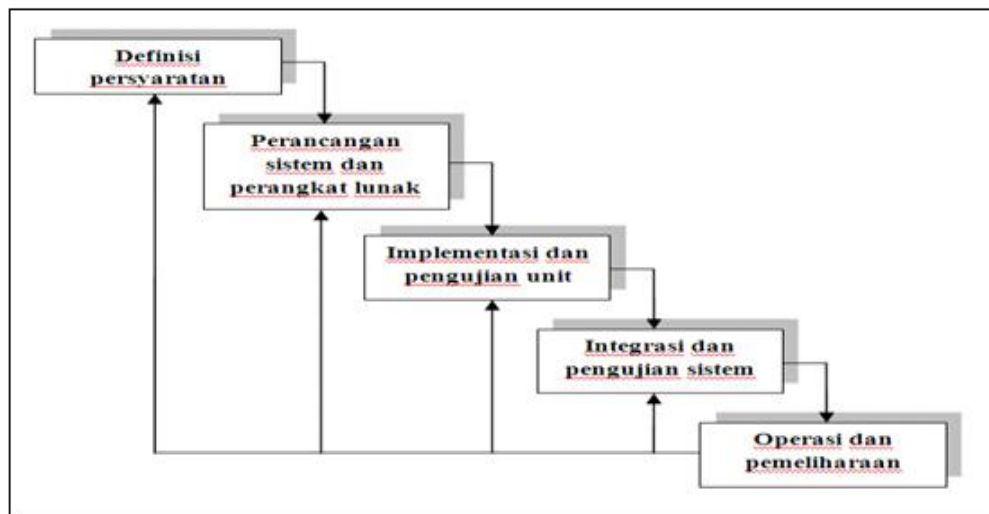 Definisi
persyaratan
Perancangan
sistem dan
perangkat lunak
Implementasi dan
pengujian unit
Integrasi dan
pengujian sistem
Operasi dan
pemeliharaan